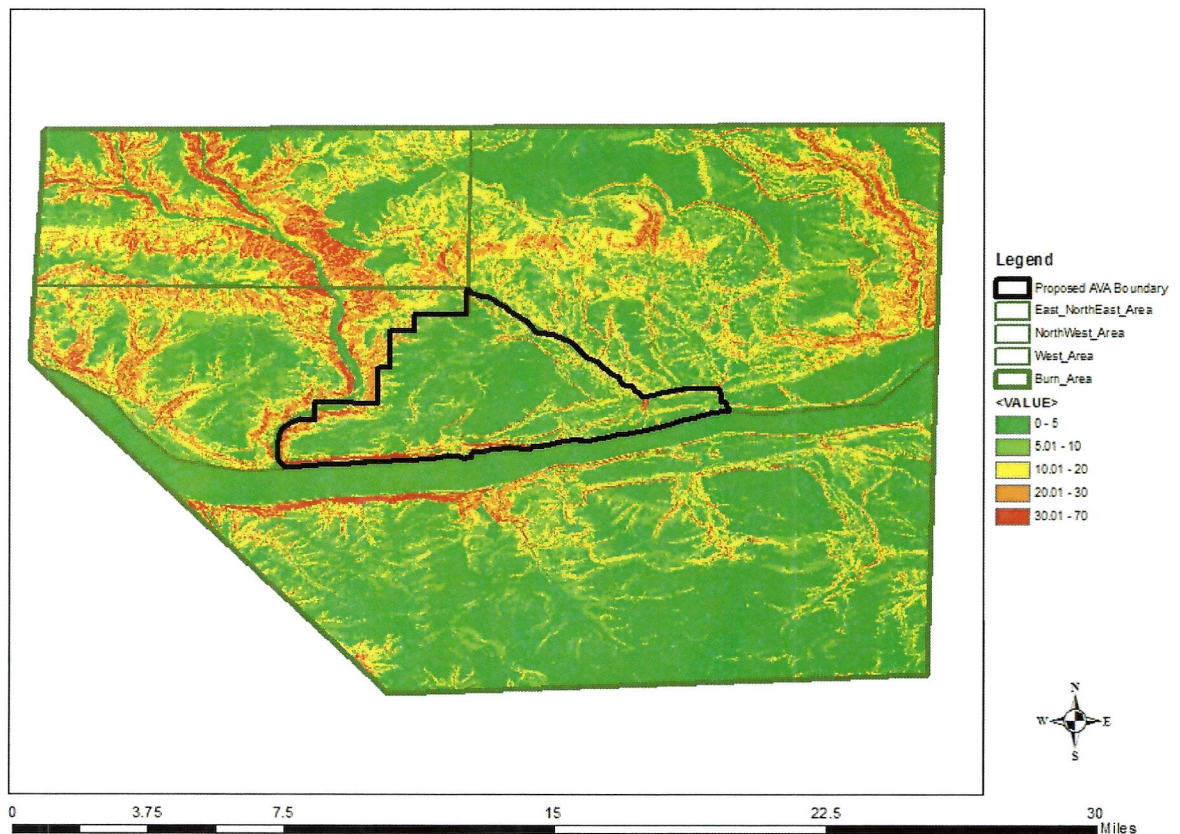 Legend
Proposed AVA Boundary
East_NorthEast_Area
NorthWest_Area
West_Area
Burn_Area
<VALUE>
0 - 5
5.01 - 10
10.01 - 20
20.01 - 30
30.01 - 70
N
W E
S
0 3.75 7.5 15 22.5 30
Miles